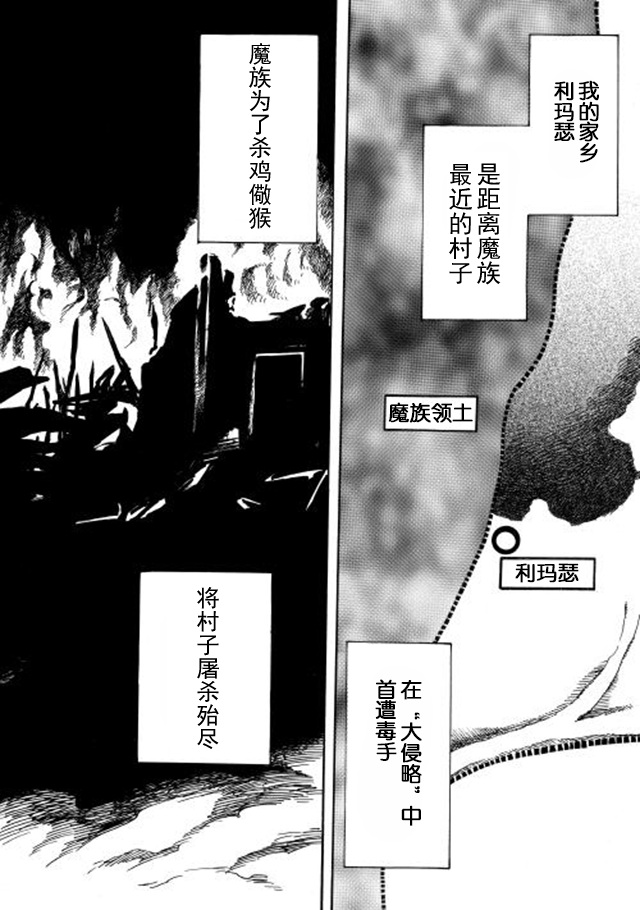 我的家乡
利玛瑟
是距离魔族
最近的村子
魔族领土
利玛瑟
在“大侵略”中
首遭毒手
魔族为了杀鸡儆猴
将村子屠杀殆尽